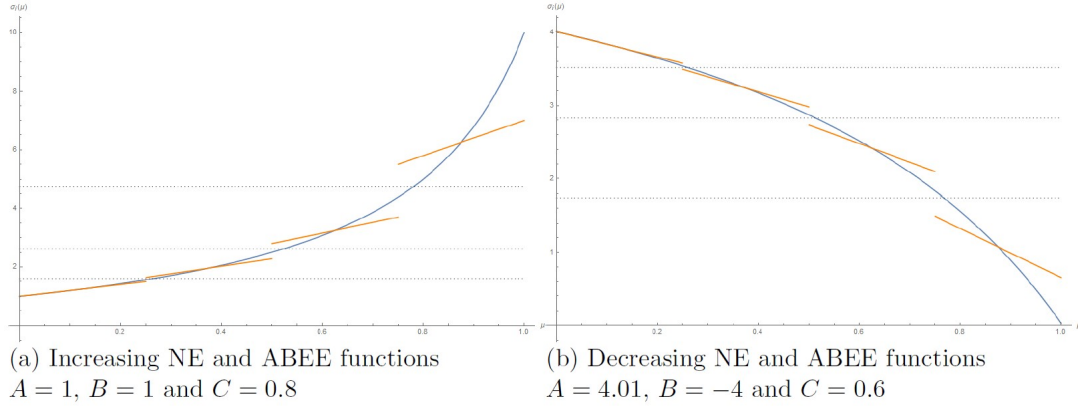 σᵢ(μ)
10
8
6
4
2
0.2 0.4 0.6 0.8 1.0 μ
σᵢ(μ)
4
3
2
1
0.2 0.4 0.6 0.8 1.0
(a) Increasing NE and ABEE functions
A = 1, B = 1 and C = 0.8
(b) Decreasing NE and ABEE functions
A = 4.01, B = −4 and C = 0.6